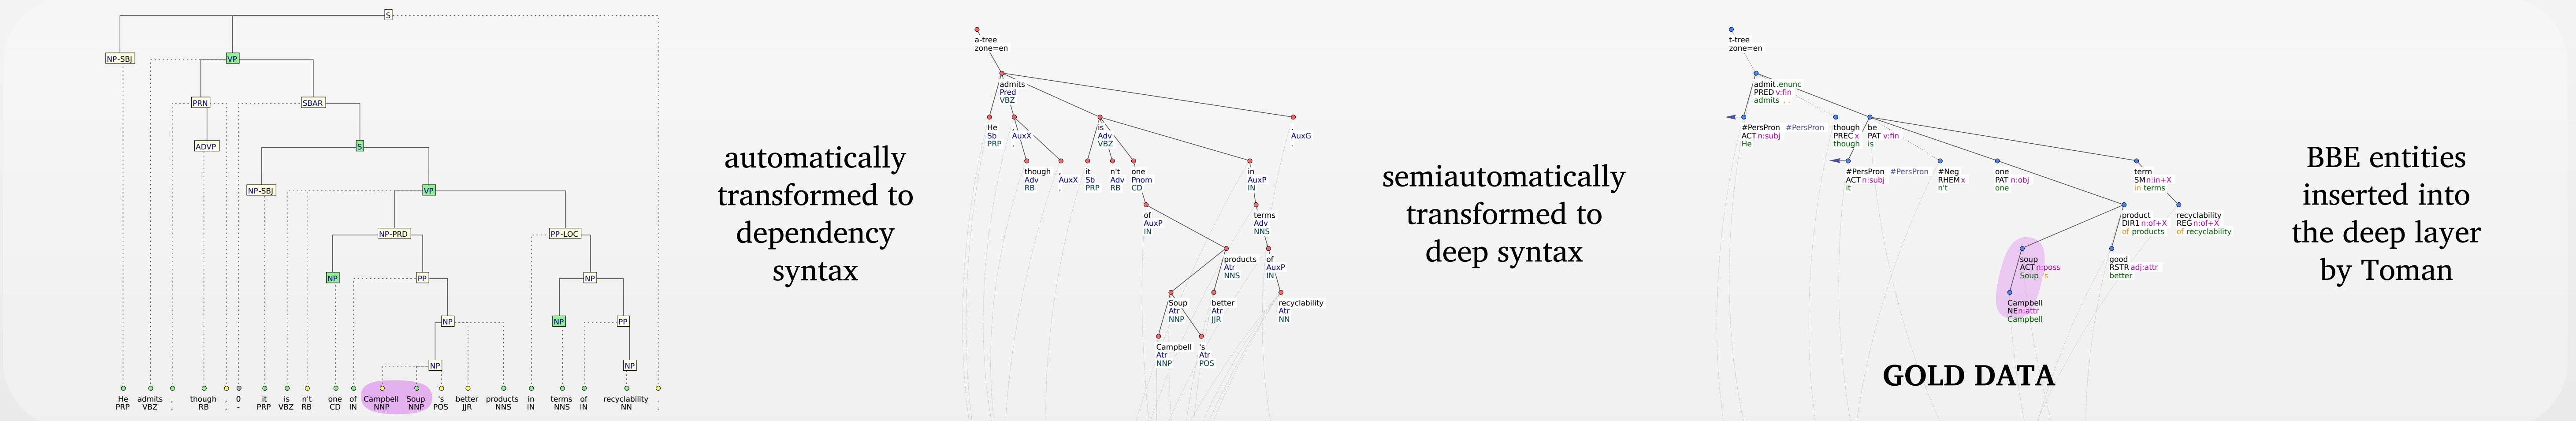 S
NP-SBJ
VP
PRN
SBAR
ADVP
S
NP-SBJ
VP
NP-PRD
PP-LOC
NP
PP
NP
NP
NP
PP
NP
NP
He admits , though , 0 it is n't one of Campbell Soup 's better products in terms of recyclability .
PRP VBZ , RB , - PRP VBZ RB CD IN NNP NNP POS JJR NNS IN NNS IN NN .
automatically
transformed to
dependency
syntax
a-tree
zone=en
admits
Pred
VBZ
He
Sb
PRP
,
AuxX
,
is
Adv
VBZ
.
AuxG
.
though
Adv
RB
,
AuxX
,
it
Sb
PRP
n't
Adv
RB
one
Pnom
CD
in
AuxP
IN
of
AuxP
IN
terms
Adv
NNS
products
Atr
NNS
of
AuxP
IN
Soup
Atr
NNP
better
Atr
JJR
recyclability
Atr
NN
Campbell
Atr
NNP
's
Atr
POS
semiautomatically
transformed to
deep syntax
t-tree
zone=en
admit.enunc
PRED v:fin
admits , .
#PersPron #PersPron
ACT n:subj
He
though
PREC x
though
be
PAT v:fin
is
#PersPron #PersPron
ACT n:subj
it
#Neg
RHEM x
n't
one
PAT n:obj
one
term
SM n:in+X
in terms
product
DIR1 n:of+X
of products
recyclability
REG n:of+X
of recyclability
soup
ACT n:poss
Soup 's
good
RSTR adj:attr
better
Campbell
NE n:attr
Campbell
GOLD DATA
BBE entities
inserted into
the deep layer
by Toman